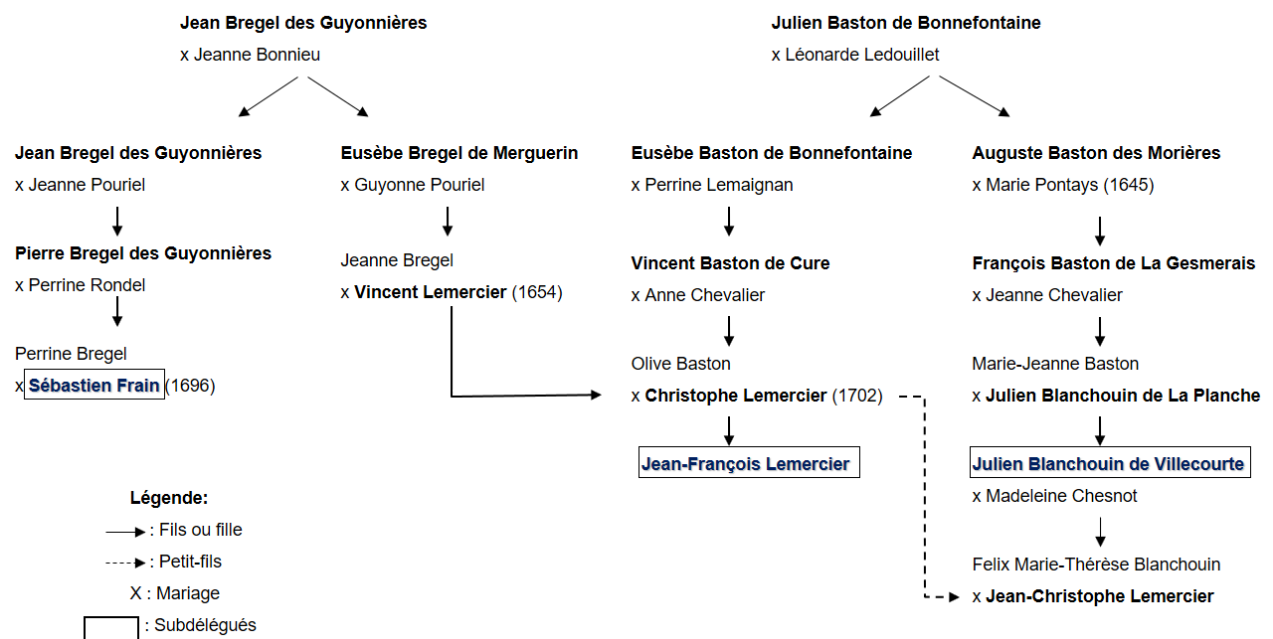 Jean Bregel des Guyonnières
x Jeanne Bonnieu
Julien Baston de Bonnefontaine
x Léonarde Ledouillet
Jean Bregel des Guyonnières
x Jeanne Pouriel
Eusèbe Bregel de Merguerin
x Guyonne Pouriel
Eusèbe Baston de Bonnefontaine
x Perrine Lemaignan
Auguste Baston des Morières
x Marie Pontays (1645)
Pierre Bregel des Guyonnières
x Perrine Rondel
Jeanne Bregel
x Vincent Lemercier (1654)
Vincent Baston de Cure
x Anne Chevalier
François Baston de La Gesmerais
x Jeanne Chevalier
Perrine Bregel
x Sébastien Frain (1696)
Olive Baston
x Christophe Lemercier (1702)
Marie-Jeanne Baston
x Julien Blanchouin de La Planche
Jean-François Lemercier
Julien Blanchouin de Villecourte
x Madeleine Chesnot
Felix Marie-Thérèse Blanchouin
x Jean-Christophe Lemercier
Légende:
: Fils ou fille
: Petit-fils
X : Mariage
: Subdélégués